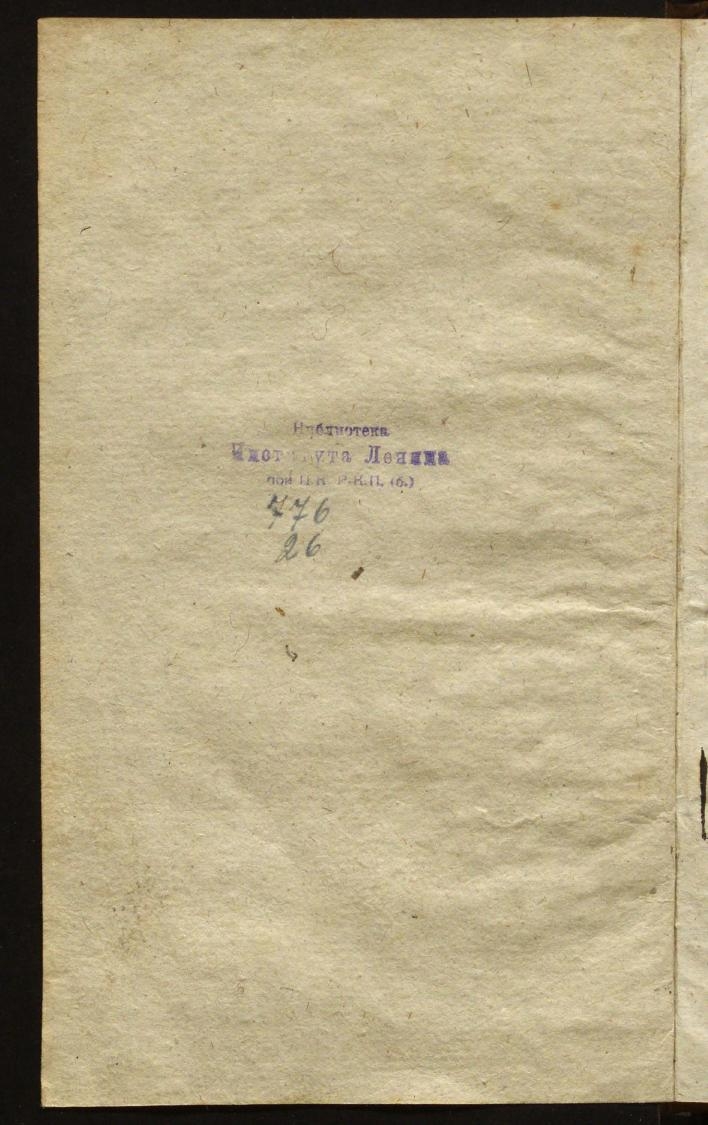 Библиотека
Института Ленина
при Ц.К. Р.К.П. (б.)
776
26